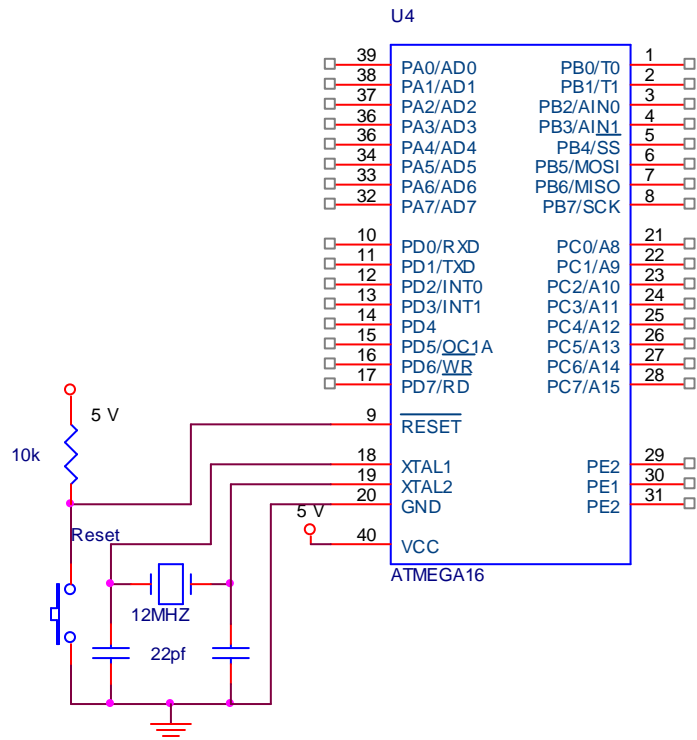 U4
39 PA0/AD0 PB0/T0 1
38 PA1/AD1 PB1/T1 2
37 PA2/AD2 PB2/AIN0 3
36 PA3/AD3 PB3/AIN1 4
36 PA4/AD4 PB4/SS 5
34 PA5/AD5 PB5/MOSI 6
33 PA6/AD6 PB6/MISO 7
32 PA7/AD7 PB7/SCK 8
10 PD0/RXD PC0/A8 21
11 PD1/TXD PC1/A9 22
12 PD2/INT0 PC2/A10 23
13 PD3/INT1 PC3/A11 24
14 PD4 PC4/A12 25
15 PD5/OC1A PC5/A13 26
16 PD6/WR PC6/A14 27
17 PD7/RD PC7/A15 28
5 V
9 RESET
10k
18 XTAL1 PE2 29
19 XTAL2 PE1 30
20 GND PE2 31
5 V
Reset
40 VCC
ATMEGA16
12MHZ
22pf